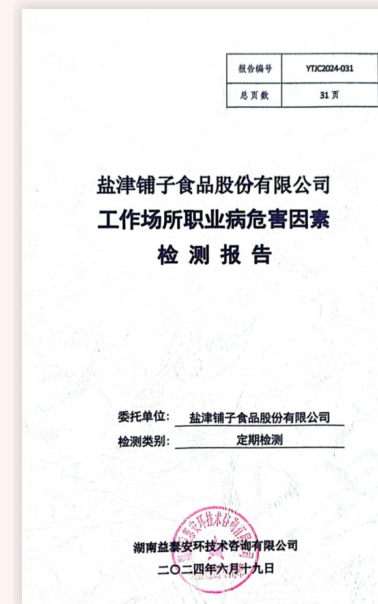 报告编号 YTJC2024-031
总页数 31 页
盐津铺子食品股份有限公司
工作场所职业病危害因素
检测报告
委托单位: 盐津铺子食品股份有限公司
检测类别: 定期检测
湖南益泰安环技术咨询有限公司
二〇二四年六月十九日